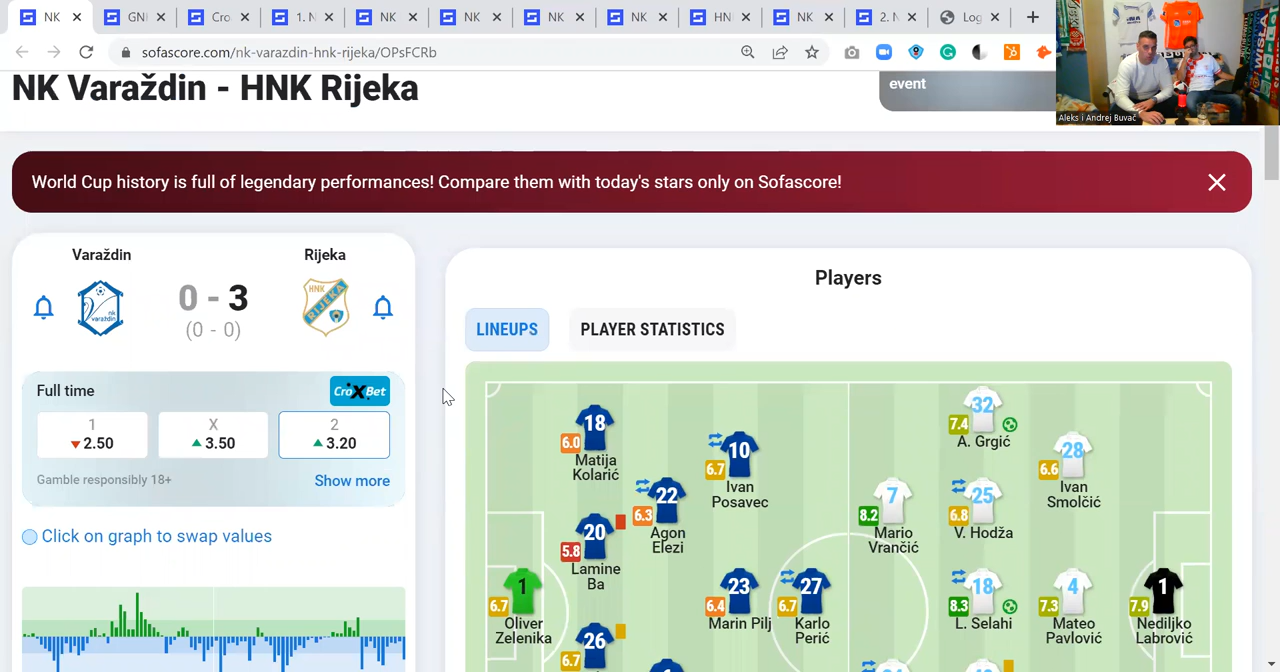 NK
GN
Cro
1. N
NK
NK
NK
NK
HN
NK
2. N
Log
sofascore.com/nk-varazdin-hnk-rijeka/OPsFCRb
NK Varaždin - HNK Rijeka
event
Aleks i Andrej Buvač
World Cup history is full of legendary performances! Compare them with today's stars only on Sofascore!
Varaždin
Rijeka
0 - 3
(0 - 0)
Full time
CroXBet
1
2.50
X
3.50
2
3.20
Gamble responsibly 18+
Show more
Click on graph to swap values
Players
LINEUPS
PLAYER STATISTICS
18
6.0
Matija
Kolarić
10
6.7
Ivan
Posavec
22
6.3
Agon
Elezi
20
5.8
Lamine
Ba
1
6.7
Oliver
Zelenika
23
6.4
Marin Pilj
27
6.7
Karlo
Perić
26
6.7
32
7.4
A. Grgić
28
6.6
Ivan
Smolčić
7
8.2
Mario
Vrančić
25
6.8
V. Hodža
18
8.3
L. Selahi
4
7.3
Mateo
Pavlović
1
7.9
Nediljko
Labrović